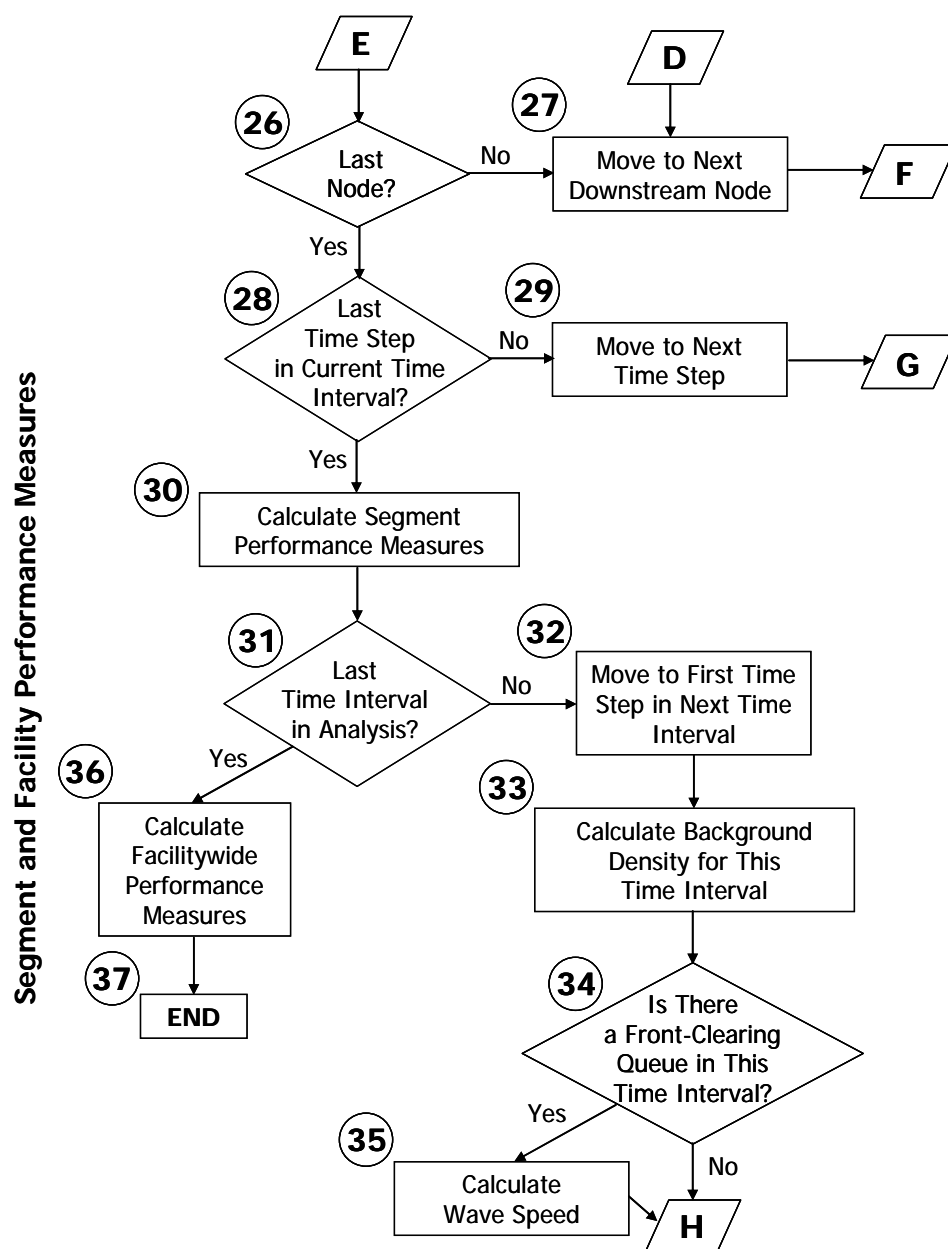 Segment and Facility Performance Measures
E
D
26
27
Last
Node?
No
Move to Next
Downstream Node
F
Yes
28
29
Last
Time Step
in Current Time
Interval?
No
Move to Next
Time Step
G
Yes
30
Calculate Segment
Performance Measures
31
32
Last
Time Interval
in Analysis?
No
Move to First Time
Step in Next Time
Interval
Yes
36
33
Calculate
Facilitywide
Performance
Measures
Calculate Background
Density for This
Time Interval
37
END
34
Is There
a Front-Clearing
Queue in This
Time Interval?
Yes
35
Calculate
Wave Speed
No
H